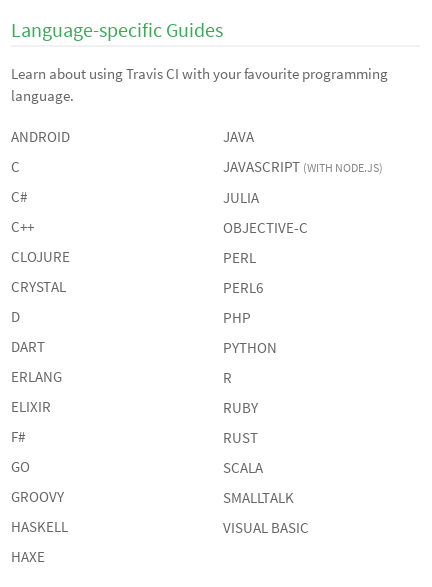 Language-specific Guides
Learn about using Travis CI with your favourite programming
language.
ANDROID
C
C#
C++
CLOJURE
CRYSTAL
D
DART
ERLANG
ELIXIR
F#
GO
GROOVY
HASKELL
HAXE
JAVA
JAVASCRIPT (WITH NODE.JS)
JULIA
OBJECTIVE-C
PERL
PERL6
PHP
PYTHON
R
RUBY
RUST
SCALA
SMALLTALK
VISUAL BASIC